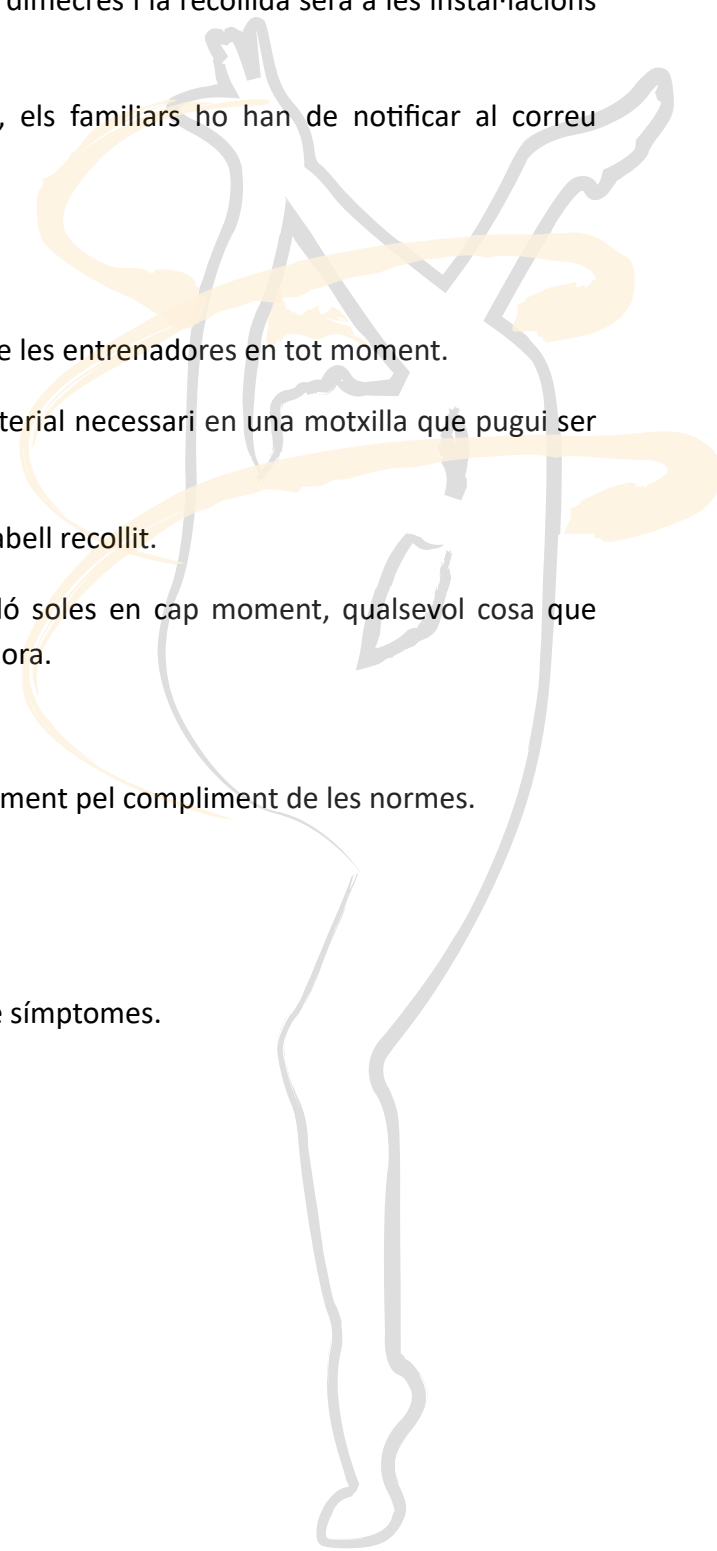 dimecres i la recollida serà a les instal·lacions
, els familiars ho han de notificar al correu
e les entrenadores en tot moment.
terial necessari en una motxilla que pugui ser
abell recollit.
ló soles en cap moment, qualsevol cosa que
ora.
ment pel compliment de les normes.
e símptomes.